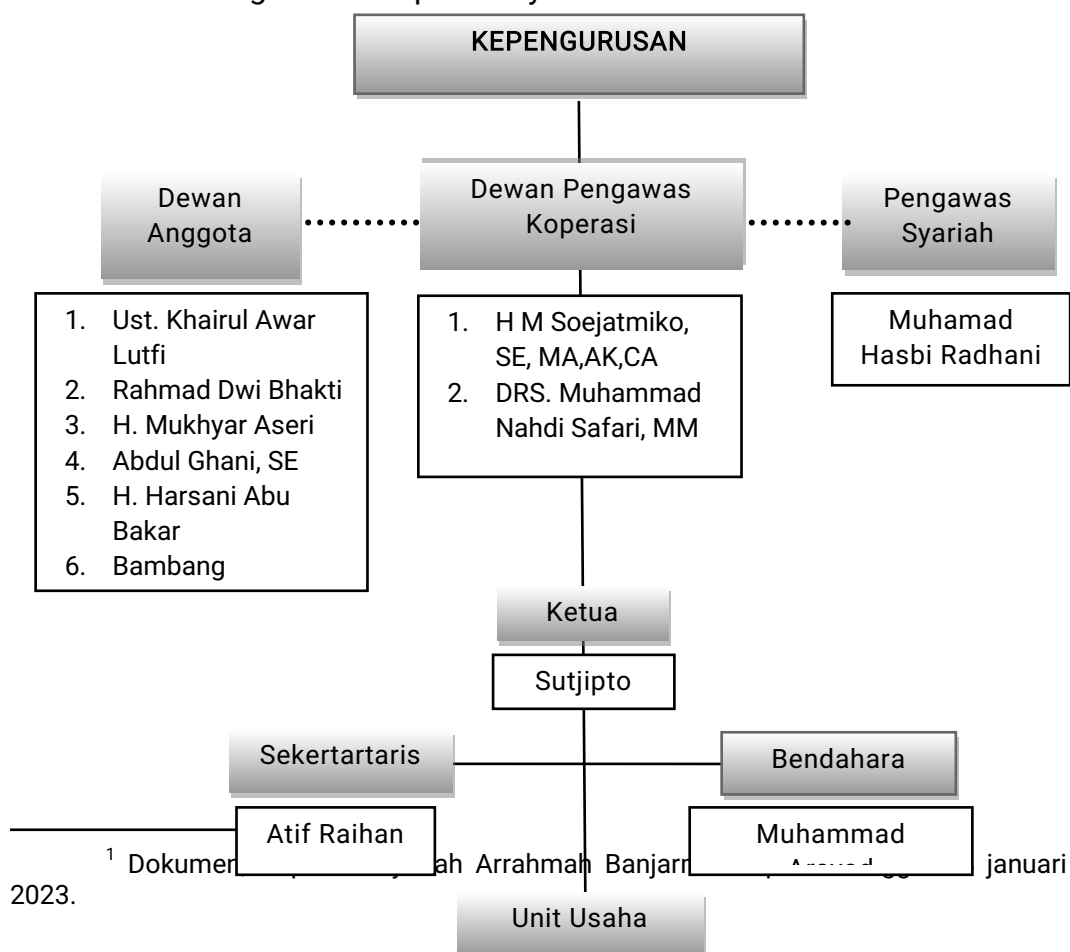 KEPENGURUSAN
Dewan
Anggota
Dewan Pengawas
Koperasi
Pengawas
Syariah
1. Ust. Khairul Awar
Lutfi
2. Rahmad Dwi Bhakti
3. H. Mukhyar Aseri
4. Abdul Ghani, SE
5. H. Harsani Abu
Bakar
6. Bambang
1. H M Soejatmiko,
SE, MA,AK,CA
2. DRS. Muhammad
Nahdi Safari, MM
Muhamad
Hasbi Radhani
Ketua
Sutjipto
Sekertartaris
Bendahara
Atif Raihan
Muhammad
1 Dokumen Arrahmah januari
2023.
Unit Usaha